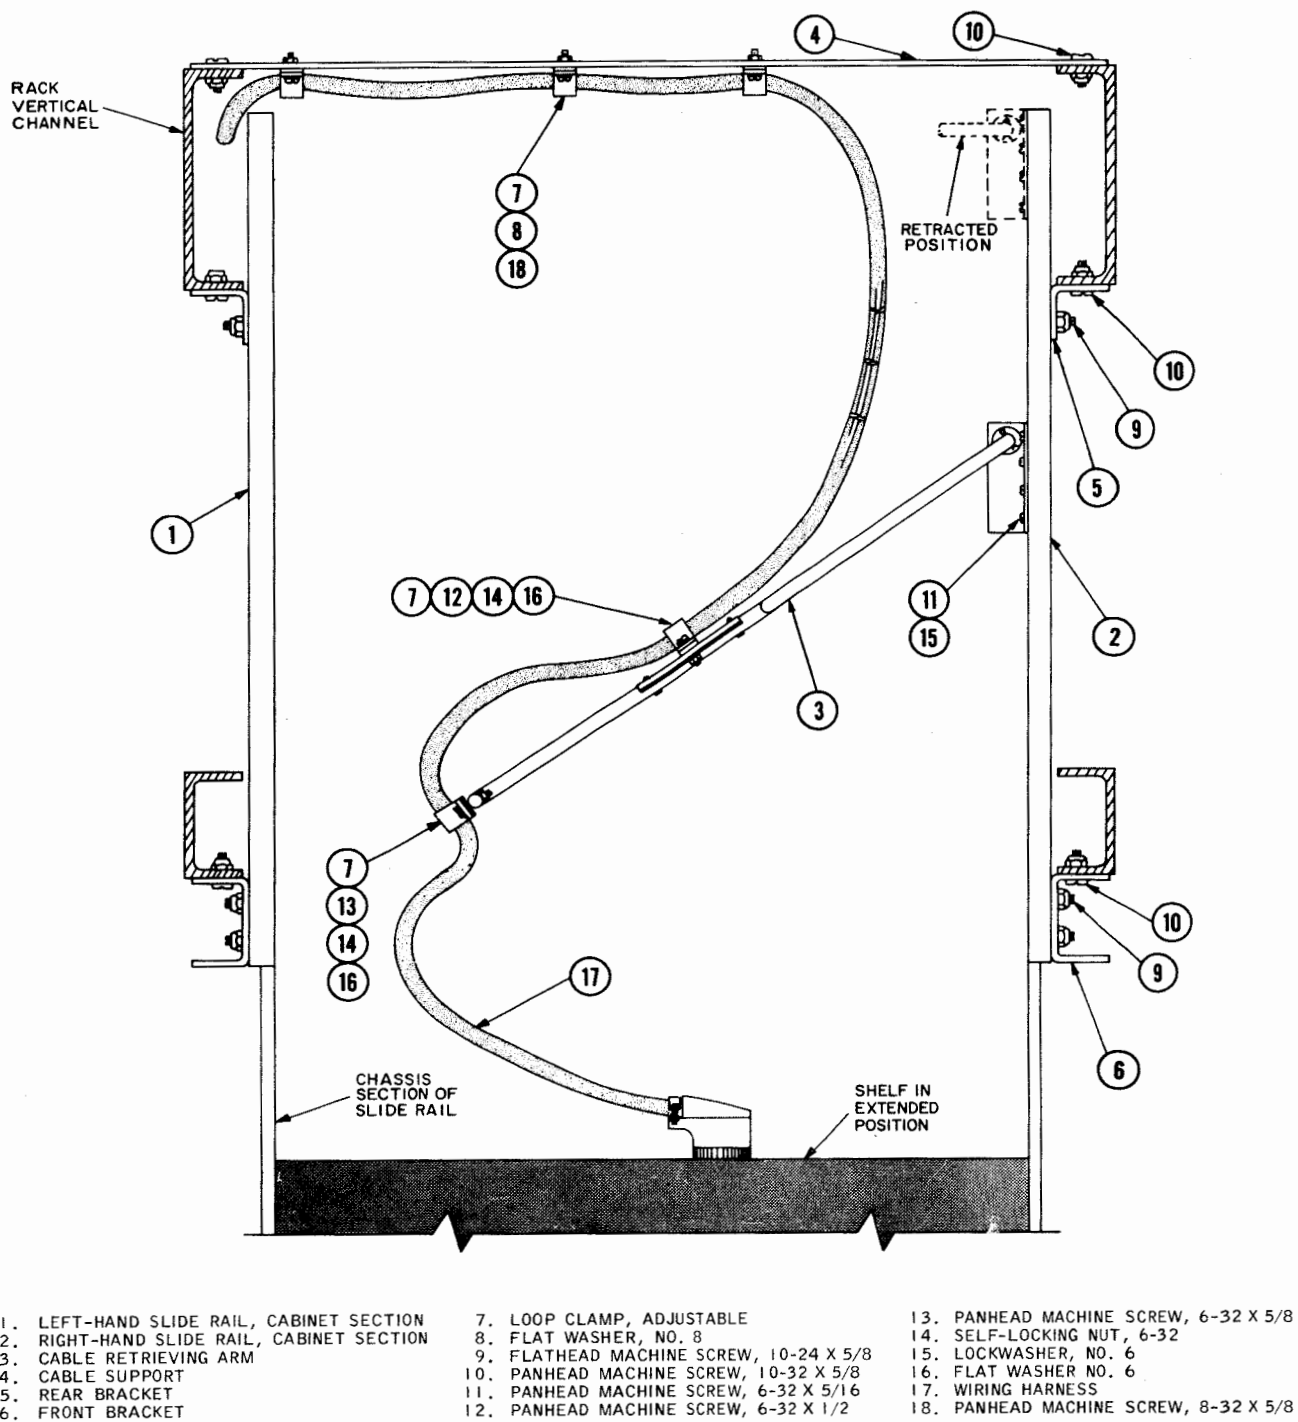 4
10
RACK
VERTICAL
CHANNEL
7
8
18
RETRACTED
POSITION
10
9
5
1
7 12 14 16
11
15
2
3
7
13
14
16
10
9
17
6
CHASSIS
SECTION OF
SLIDE RAIL
SHELF IN
EXTENDED
POSITION
1. LEFT-HAND SLIDE RAIL, CABINET SECTION
2. RIGHT-HAND SLIDE RAIL, CABINET SECTION
3. CABLE RETRIEVING ARM
4. CABLE SUPPORT
5. REAR BRACKET
6. FRONT BRACKET
7. LOOP CLAMP, ADJUSTABLE
8. FLAT WASHER, NO. 8
9. FLATHEAD MACHINE SCREW, 10-24 X 5/8
10. PANHEAD MACHINE SCREW, 10-32 X 5/8
11. PANHEAD MACHINE SCREW, 6-32 X 5/16
12. PANHEAD MACHINE SCREW, 6-32 X 1/2
13. PANHEAD MACHINE SCREW, 6-32 X 5/8
14. SELF-LOCKING NUT, 6-32
15. LOCKWASHER, NO. 6
16. FLAT WASHER NO. 6
17. WIRING HARNESS
18. PANHEAD MACHINE SCREW, 8-32 X 5/8